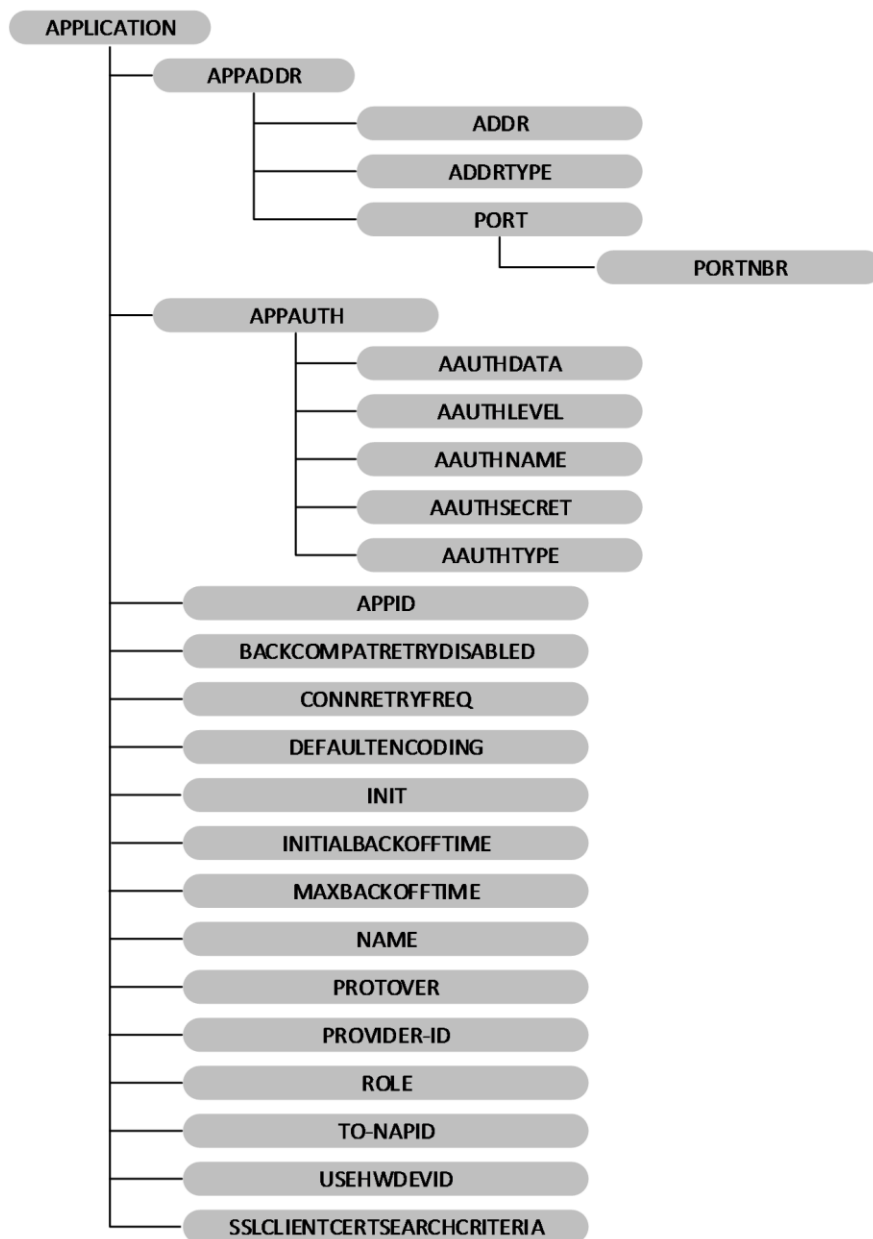 APPLICATION
APPADDR
ADDR
ADDRTYPE
PORT
PORTNBR
APPAUTH
AAUTHDATA
AAUTHLEVEL
AAUTHNAME
AAUTHSECRET
AAUTHTYPE
APPID
BACKCOMPATRETRYDISABLED
CONNRETRYFREQ
DEFAULTENCODING
INIT
INITIALBACKOFFTIME
MAXBACKOFFTIME
NAME
PROTOVER
PROVIDER-ID
ROLE
TO-NAPID
USEHWDEVID
SSLCLIENTCERTSEARCHCRITERIA